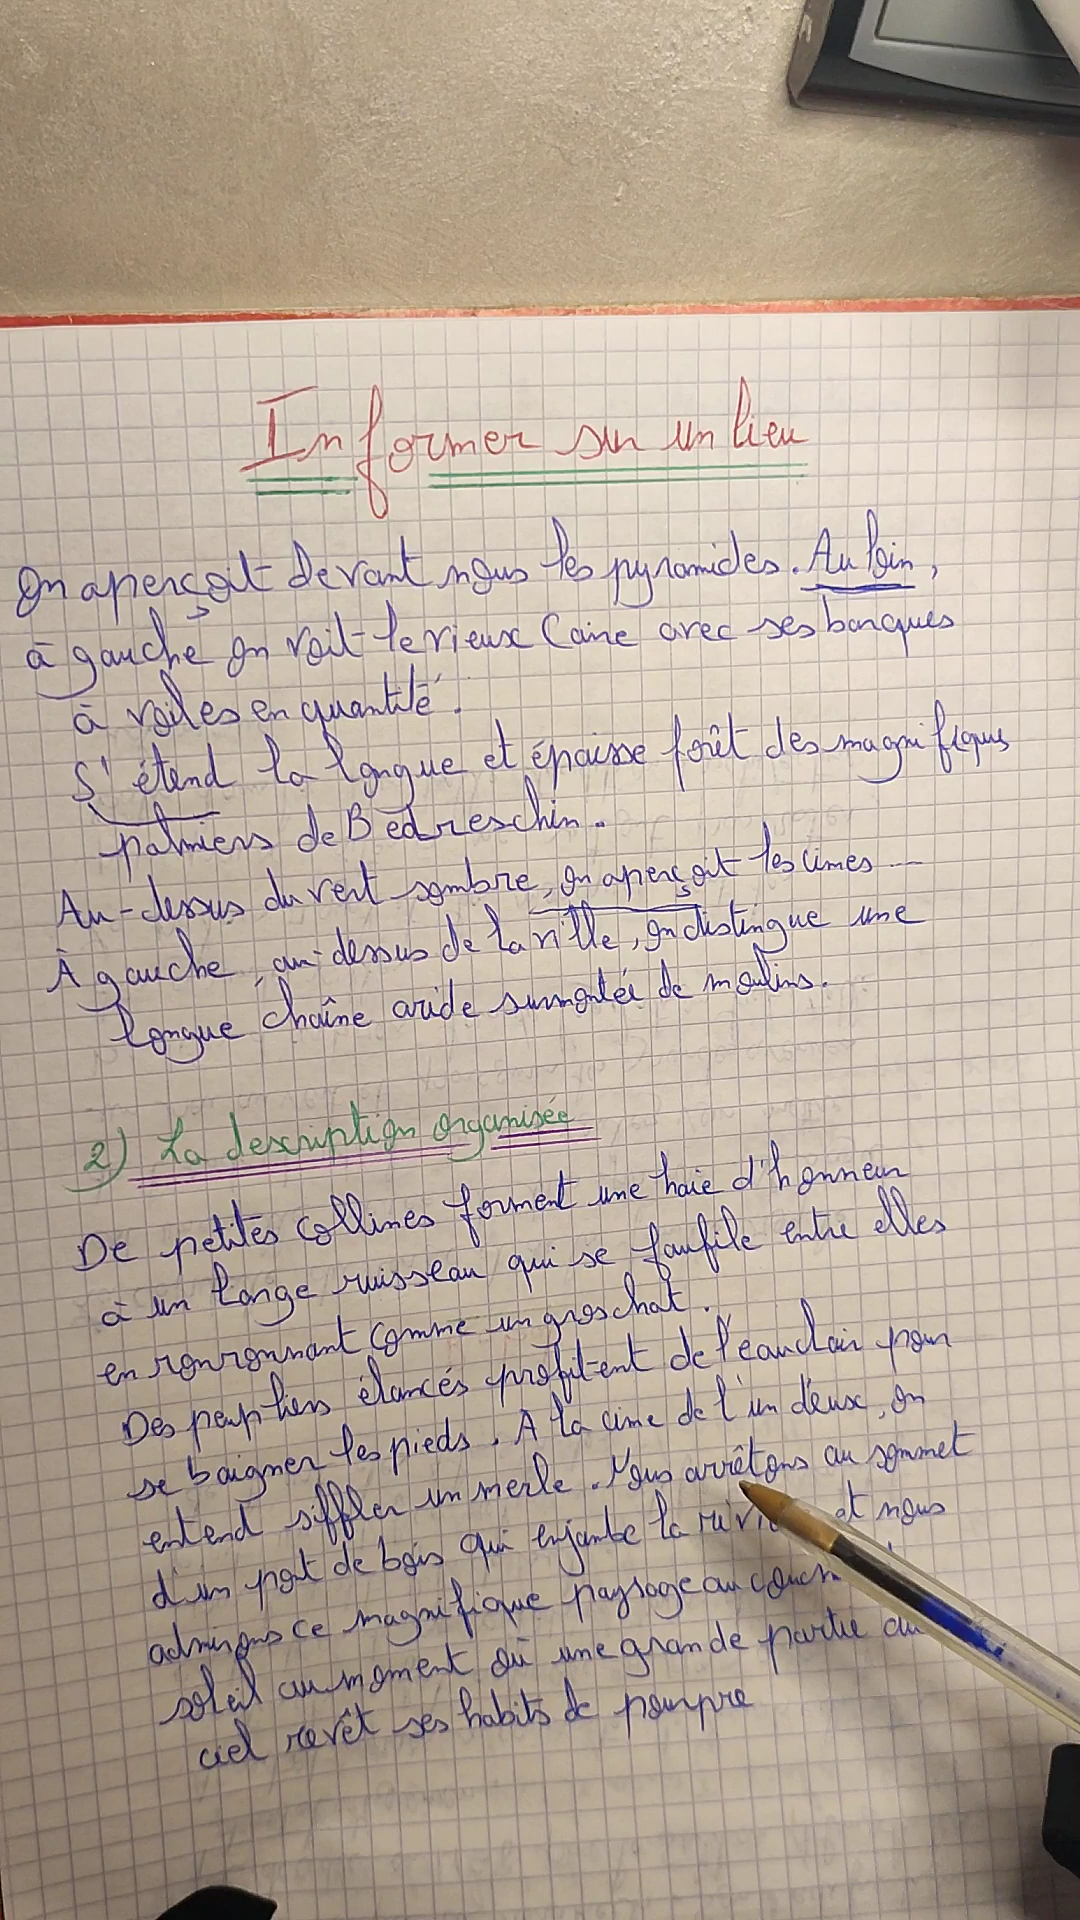 Informer sur un lieu
On aperçoit devant nous les pyramides. Au loin,
à gauche on voit le vieux Caire avec ses barques
à voiles en quantité.
S'étend la longue et épaisse forêt des magnifiques
palmiers de Bedreschin.
Au-dessus du vert sombre, on aperçoit les cimes ...
À gauche, au-dessus de la ville, on distingue une
longue chaîne aride surmontée de moulins.
2) La description organisée
De petites collines forment une haie d'honneur
à un large ruisseau qui se faufile entre elles
en ronronnant comme un gros chat.
Des peupliers élancés profitent de l'eau clair pour
se baigner les pieds. A la cime de l'un d'eux, on
entend siffler un merle. Nous arrêtons au sommet
d'un pont de bois qui enjambe la et nous
admirons ce magnifique paysage au
soleil au moment où une grande partie du
ciel revêt ses habits de pourpre